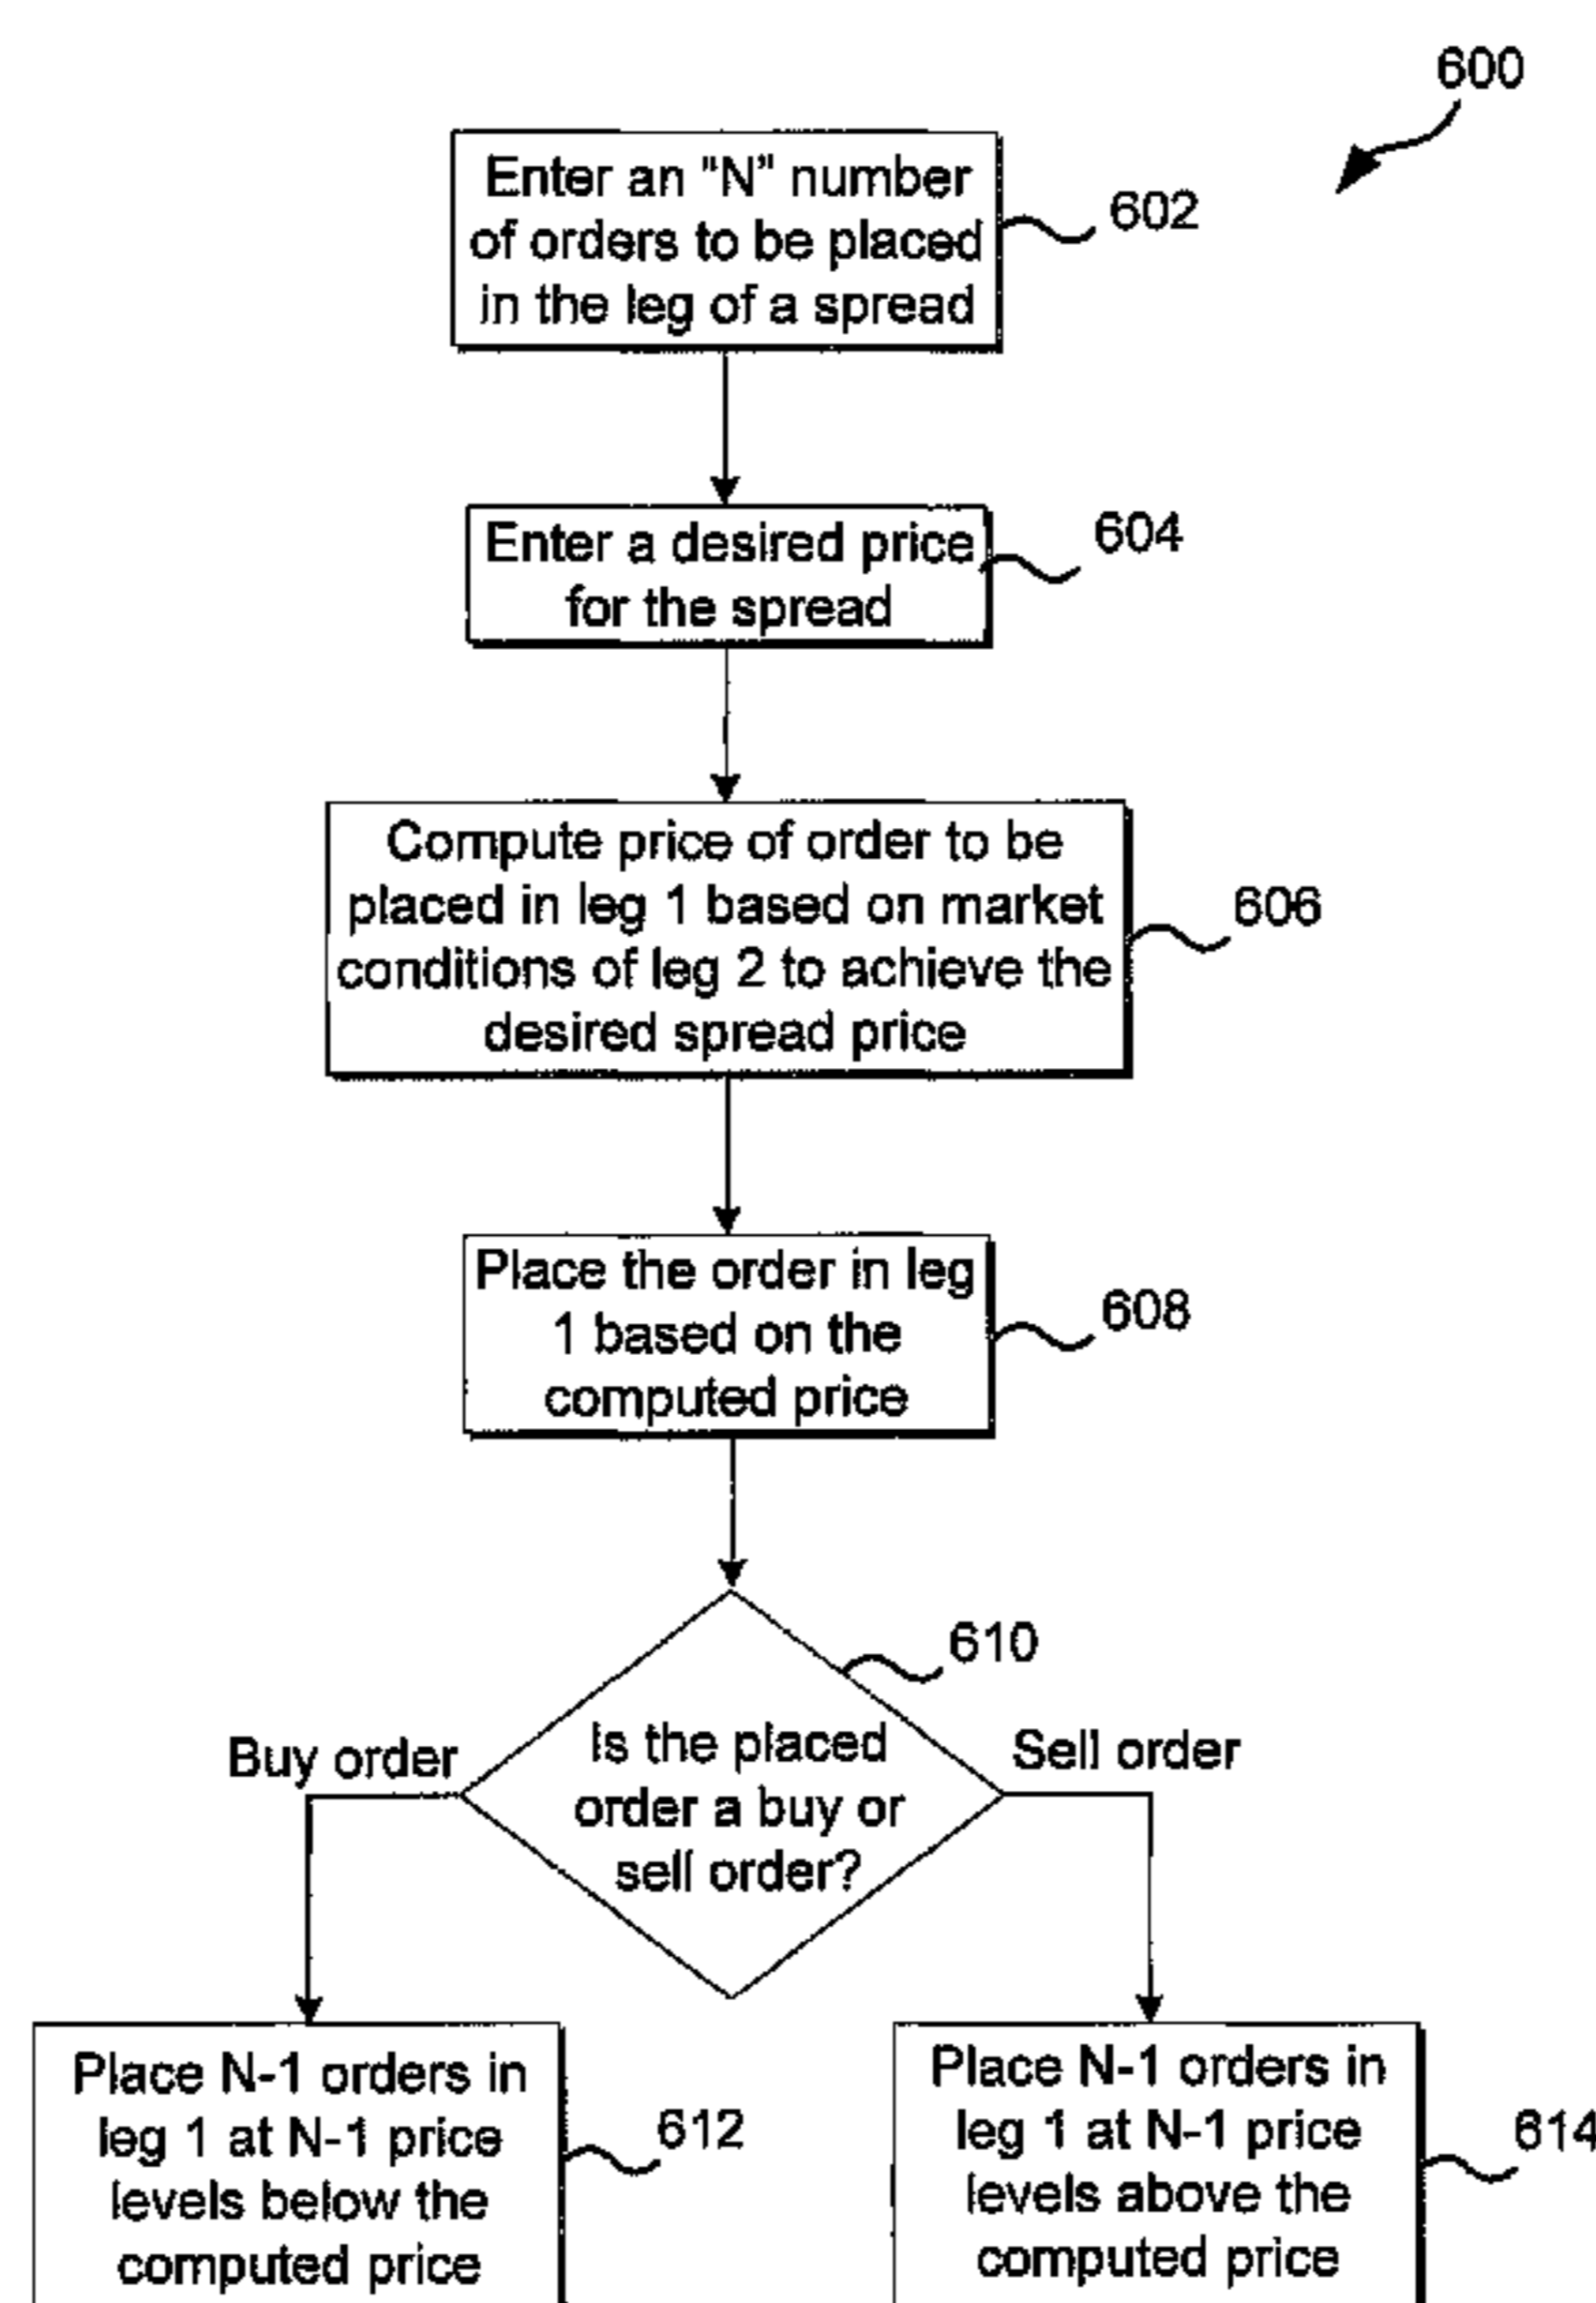 600
Enter an "N" number
of orders to be placed
in the leg of a spread
602
Enter a desired price
for the spread
604
Compute price of order to be
placed in leg 1 based on market
conditions of leg 2 to achieve the
desired spread price
606
Place the order in leg
1 based on the
computed price
608
610
Is the placed
order a buy or
sell order?
Buy order
Sell order
Place N-1 orders in
leg 1 at N-1 price
levels below the
computed price
612
Place N-1 orders in
leg 1 at N-1 price
levels above the
computed price
614